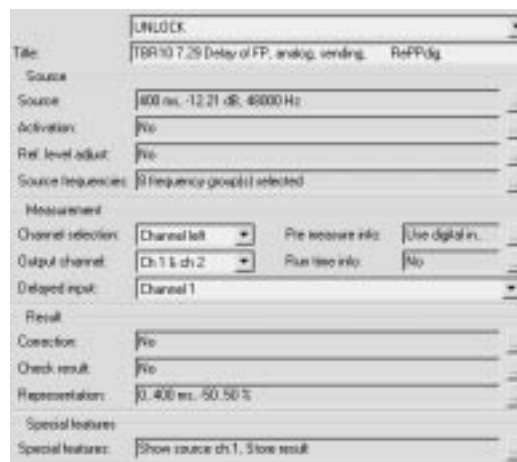 UNLOCK
Title: TBR10 7.29 Delay of FP, analog, sending, RePPdig
Source
Source: 400 ms, -12.21 dB, 48000 Hz
Activation: No
Ref. level adjust: No
Source frequencies: 8 frequency group(s) selected
Measurement
Channel selection: Channel left Pre measure info: Use digital in..
Output channel: Ch 1 & ch 2 Run time info: No
Delayed input: Channel 1
Result
Correction: No
Check result: No
Representation: 0, 400 ms, -50, 50 %
Special features
Special features: Show source ch.1, Store result